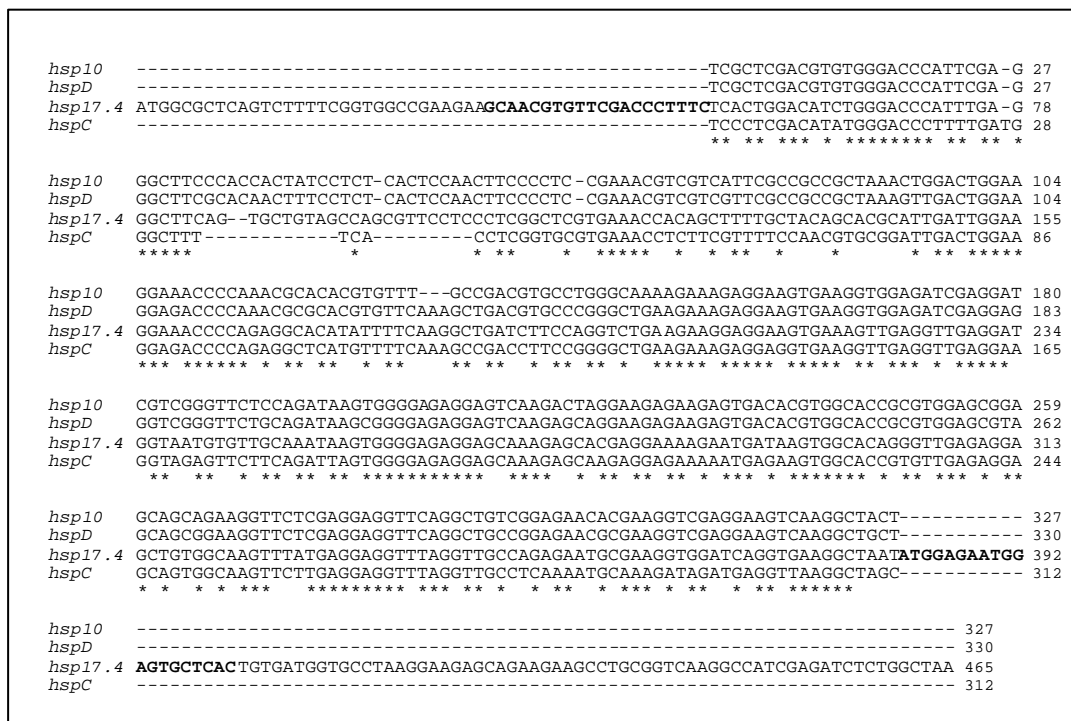 hsp10 ---------------------------------------------------TCGCTCGACGTGTGGGACCCATTCGA-G 27
hspD ---------------------------------------------------TCGCTCGACGTGTGGGACCCATTCGA-G 27
hsp17.4 ATGGCGCTCAGTCTTTTCGGTGGCCGAAGAAGCAACGTGTTCGACCCTTTCTCACTGGACATCTGGGACCCATTTGA-G 78
hspC ---------------------------------------------------TCCCTCGACATATGGGACCCTTTTGATG 28
** ** *** * ******** ** ** *
hsp10 GGCTTCCCACCACTATCCTCT-CACTCCAACTTCCCCTC-CGAAACGTCGTCATTCGCCGCCGCTAAACTGGACTGGAA 104
hspD GGCTTCGCACAACTTTCCTCT-CACTCCAACTTCCCCTC-CGAAACGTCGTCGTTCGCCGCCGCTAAAGTTGACTGGAA 104
hsp17.4 GGCTTCAG--TGCTGTAGCCAGCGTTCCTCCCTCGGCTCGTGAAACCACAGCTTTTGCTACAGCACGCATTGATTGGAA 155
hspC GGCTTT-----------TCA----------CCTCGGTGCGTGAAACCTCTTCGTTTTCCAACGTGCGGATTGACTGGAA 86
***** * * ** * ***** * * ** ** * * * ** *****
hsp10 GGAAACCCCAAACGCACACGTGTTT---GCCGACGTGCCTGGGCAAAAGAAAGAGGAAGTGAAGGTGGAGATCGAGGAT 180
hspD GGAGACCCCAAACGCGCACGTGTTCAAAGCTGACGTGCCCGGGCTGAAGAAAGAGGAAGTGAAGGTGGAGATCGAGGAG 183
hsp17.4 GGAAACCCCAGAGGCACATATTTTCAAGGCTGATCTTCCAGGTCTGAAGAAGGAGGAAGTGAAAGTTGAGGTTGAGGAT 234
hspC GGAGACCCCAGAGGCTCATGTTTTCAAAGCCGACCTTCCGGGGCTGAAGAAAGAGGAGGTGAAGGTTGAGGTTGAGGAA 165
*** ****** * ** ** * ** ** ** * ** ** * ***** ***** ***** ** *** * *****
hsp10 CGTCGGGTTCTCCAGATAAGTGGGGAGAGGAGTCAAGACTAGGAAGAGAAGAGTGACACGTGGCACCGCGTGGAGCGGA 259
hspD GGTCGGGTTCTGCAGATAAGCGGGGAGAGGAGTCAAGAGCAGGAAGAGAAGAGTGACACGTGGCACCGCGTGGAGCGTA 262
hsp17.4 GGTAATGTGTTGCAAATAAGTGGGGAGAGGAGCAAAGAGCACGAGGAAAAGAATGATAAGTGGCACAGGGTTGAGAGGA 313
hspC GGTAGAGTTCTTCAGATTAGTGGGGAGAGGAGCAAAGAGCAAGAGGAGAAAAATGAGAAGTGGCACCGTGTTGAGAGGA 244
** ** * ** ** ** *********** **** * ** ** ** * *** * ******* * ** *** * **
hsp10 GCAGCAGAAGGTTCTCGAGGAGGTTCAGGCTGTCGGAGAACACGAAGGTCGAGGAAGTCAAGGCTACT----------- 327
hspD GCAGCGGAAGGTTCTCGAGGAGGTTCAGGCTGCCGGAGAACGCGAAGGTCGAGGAAGTCAAGGCTGCT----------- 330
hsp17.4 GCTGTGGCAAGTTTATGAGGAGGTTTAGGTTGCCAGAGAATGCGAAGGTGGATCAGGTGAAGGCTAATATGGAGAATGG 392
hspC GCAGTGGCAAGTTCTTGAGGAGGTTTAGGTTGCCTCAAAATGCAAAGATAGATGAGGTTAAGGCTAGC----------- 312
* * * * *** ********* *** ** * * ** * *** * ** * ** ******
hsp10 ------------------------------------------------------------------------- 327
hspD ------------------------------------------------------------------------- 330
hsp17.4 AGTGCTCACTGTGATGGTGCCTAAGGAAGAGCAGAAGAAGCCTGCGGTCAAGGCCATCGAGATCTCTGGCTAA 465
hspC ------------------------------------------------------------------------- 312